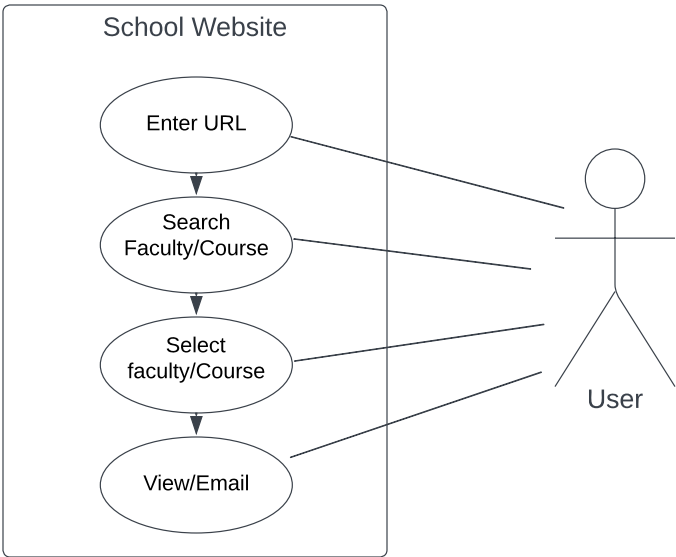 School Website
Enter URL
Search
Faculty/Course
Select
faculty/Course
View/Email
User